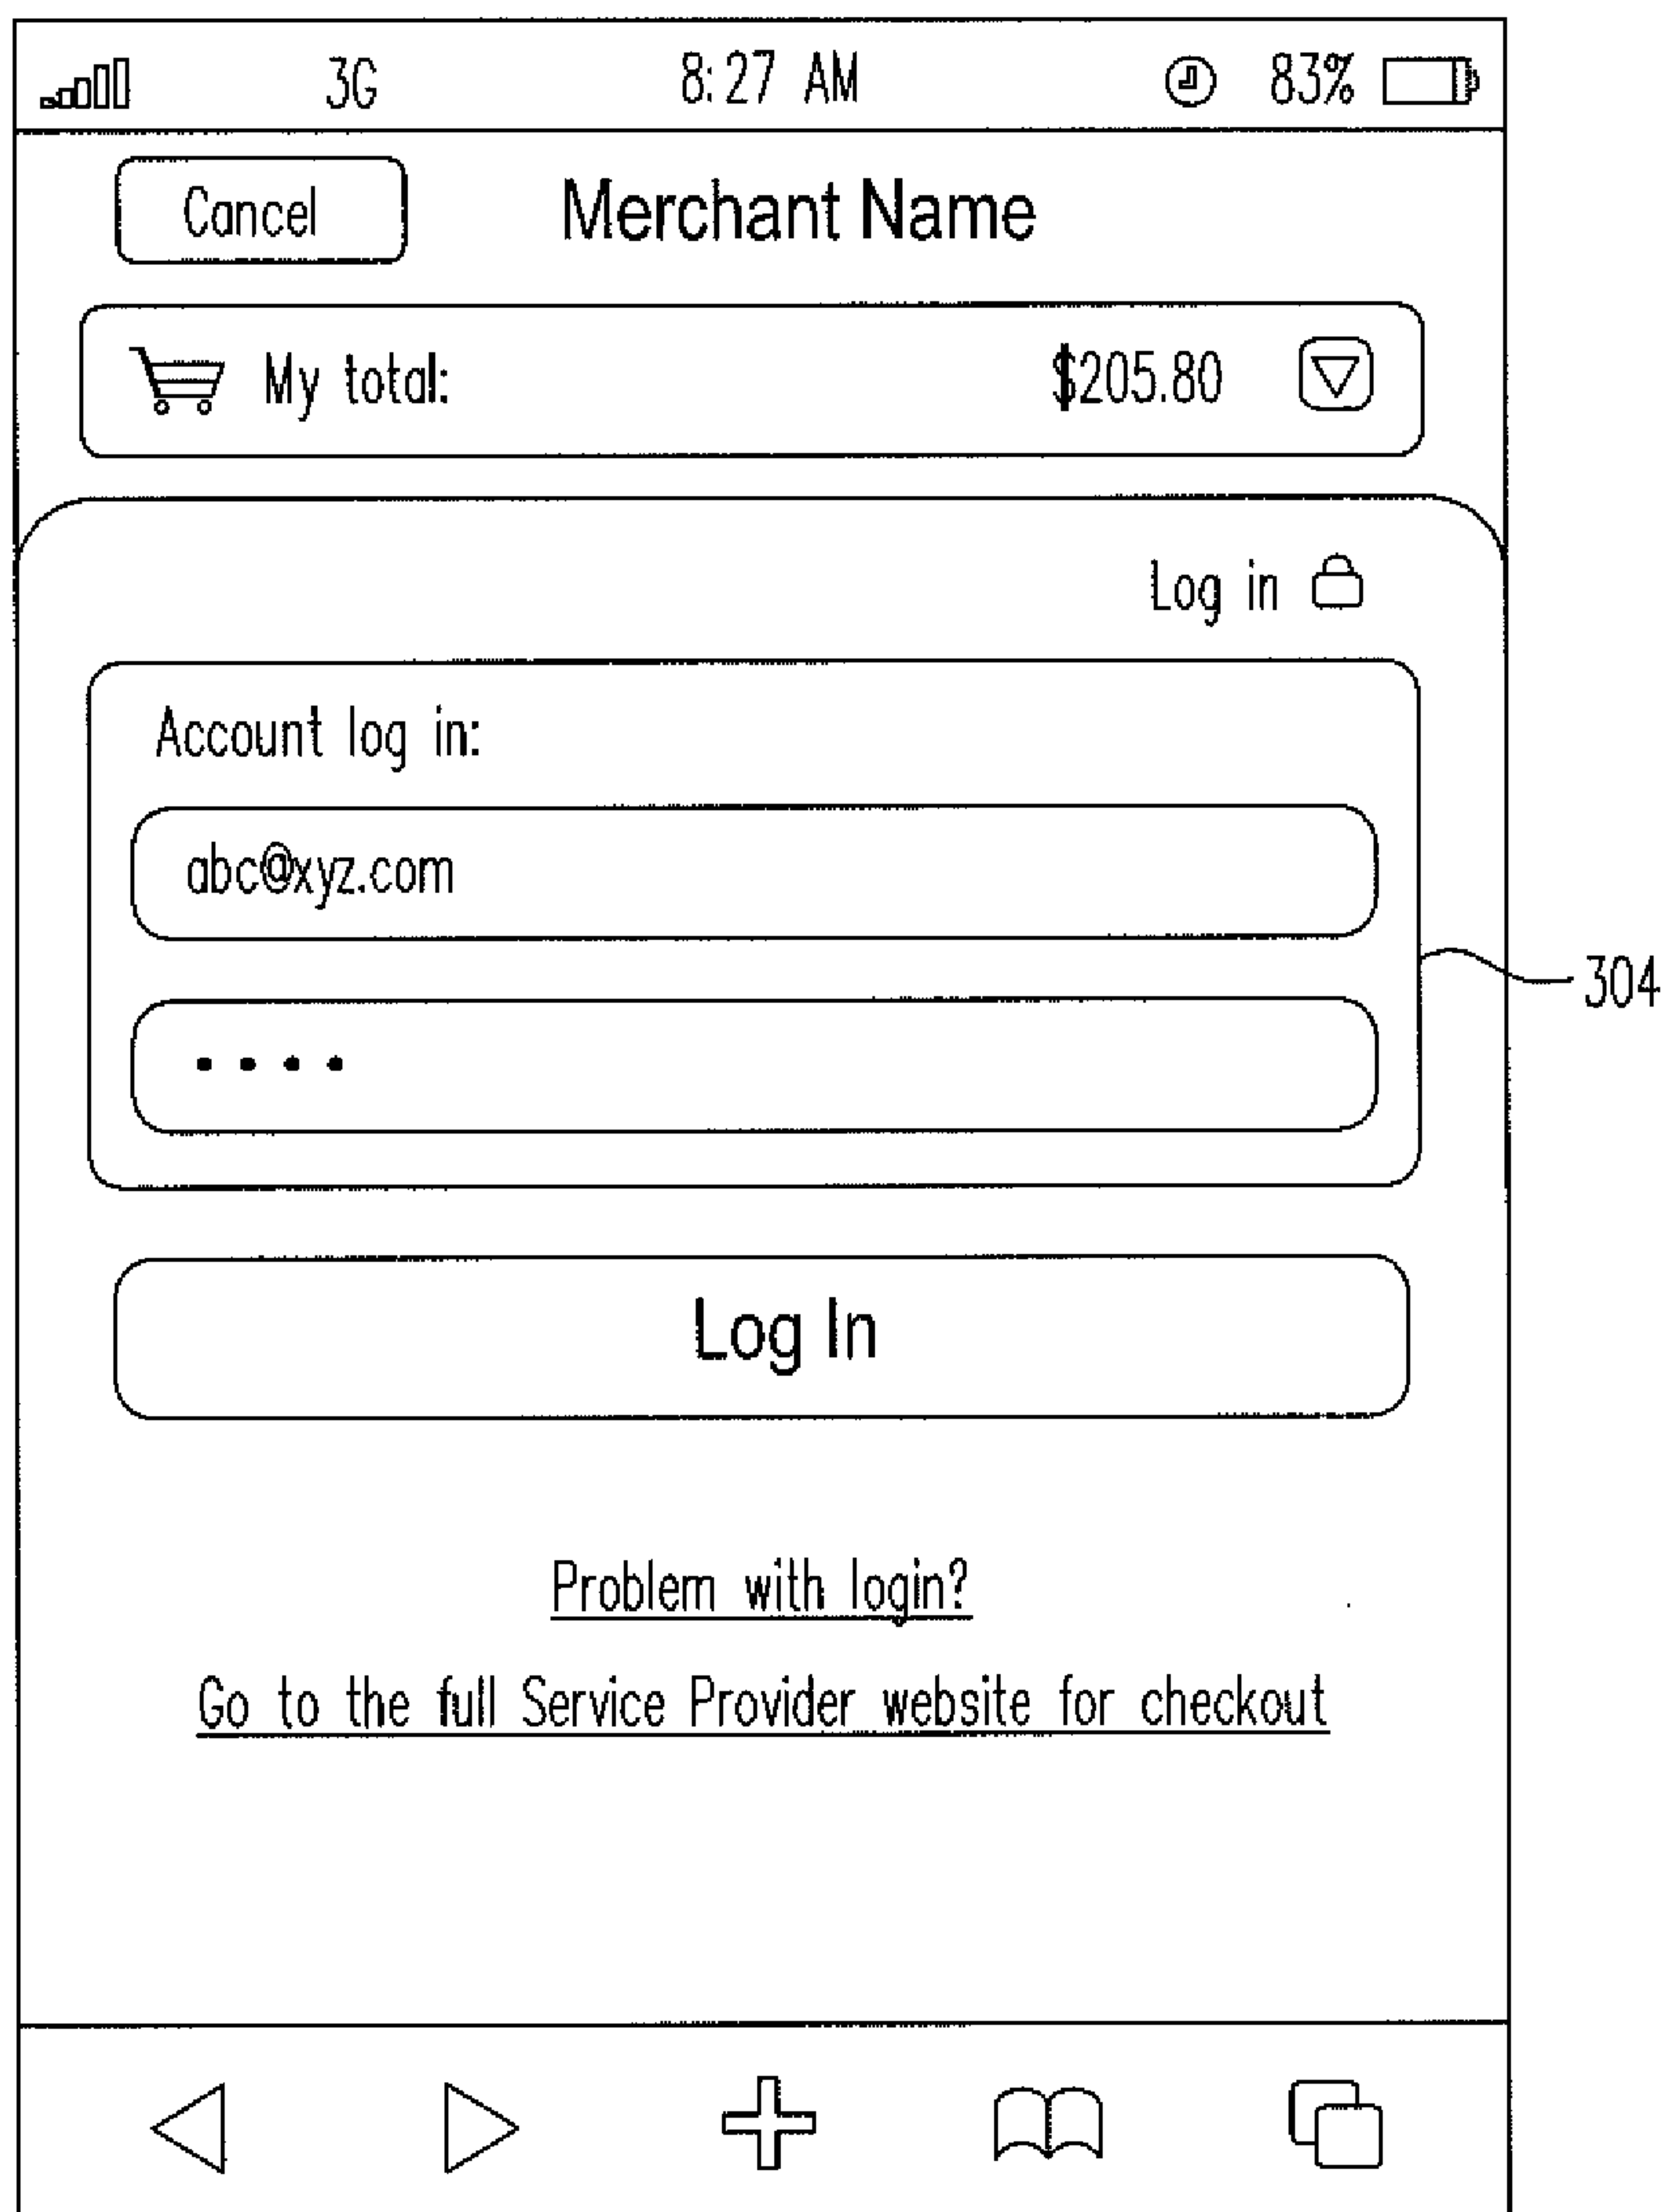 3G 8:27 AM 83%
Cancel Merchant Name
My total: $205.80
Log in
Account log in:
abc@xyz.com
304
Log In
Problem with login?
Go to the full Service Provider website for checkout